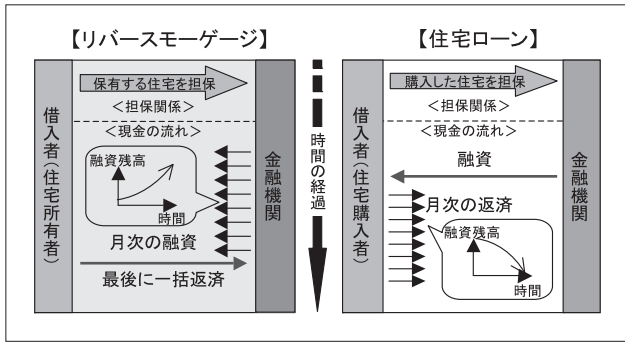 【リバースモーゲージ】
借入者(住宅所有者)
保有する住宅を担保
<担保関係>
<現金の流れ>
融資残高
時間
月次の融資
最後に一括返済
金融機関
時間の経過
【住宅ローン】
借入者(住宅購入者)
購入した住宅を担保
<担保関係>
<現金の流れ>
融資
月次の返済
融資残高
時間
金融機関